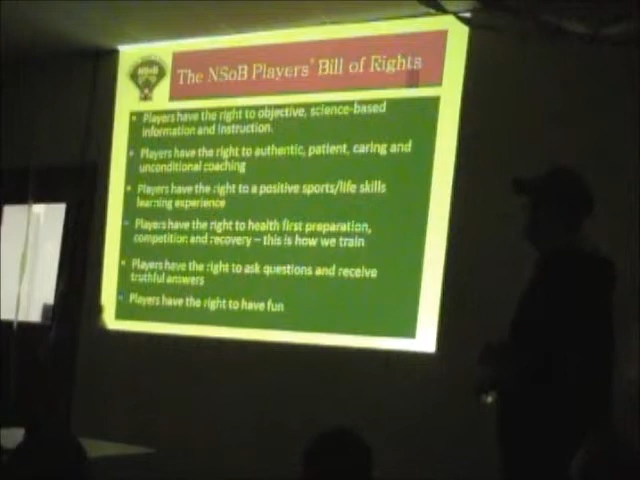 NSoB
The NSoB Players' Bill of Rights
Players have the right to objective, science-based
information and instruction.
Players have the right to authentic, patient, caring and
unconditional coaching
Players have the right to a positive sports/life skills
learning experience
Players have the right to health first preparation,
competition and recovery – this is how we train
Players have the right to ask questions and receive
truthful answers
Players have the right to have fun